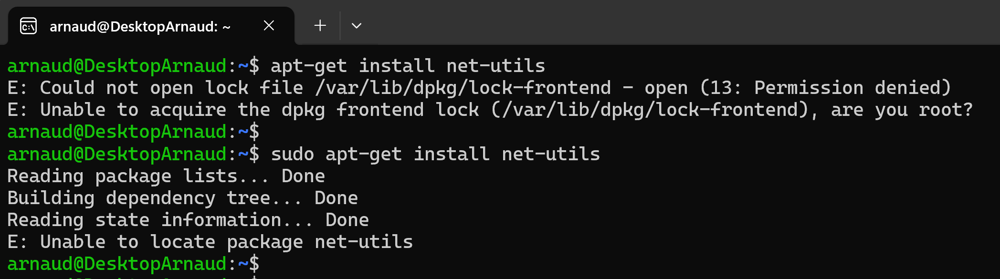 C:\ arnaud@DesktopArnaud: ~
arnaud@DesktopArnaud:~$ apt-get install net-utils
E: Could not open lock file /var/lib/dpkg/lock-frontend - open (13: Permission denied)
E: Unable to acquire the dpkg frontend lock (/var/lib/dpkg/lock-frontend), are you root?
arnaud@DesktopArnaud:~$
arnaud@DesktopArnaud:~$ sudo apt-get install net-utils
Reading package lists... Done
Building dependency tree... Done
Reading state information... Done
E: Unable to locate package net-utils
arnaud@DesktopArnaud:~$